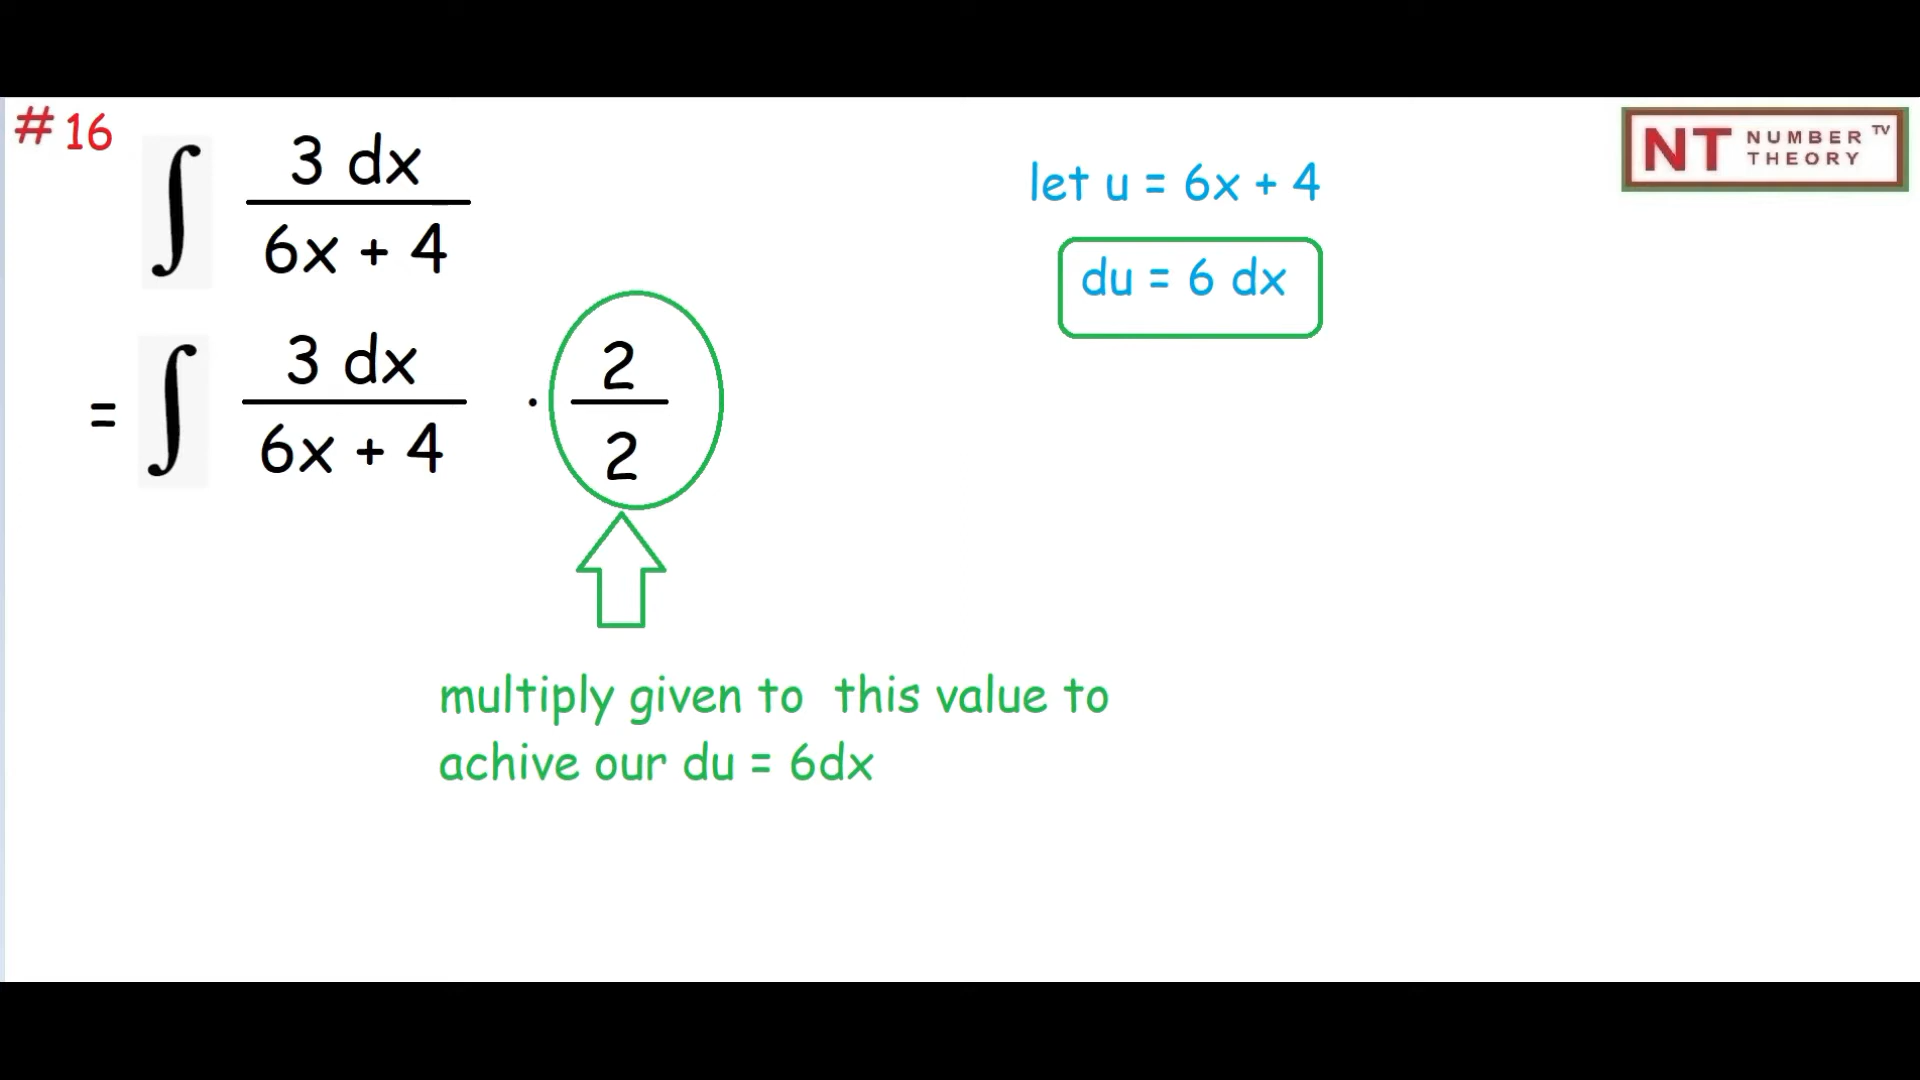 #16
∫ 3 dx / 6x + 4
let u = 6x + 4
du = 6 dx
NT NUMBER THEORY TV
= ∫ 3 dx / 6x + 4 · 2 / 2
multiply given to this value to
achive our du = 6dx